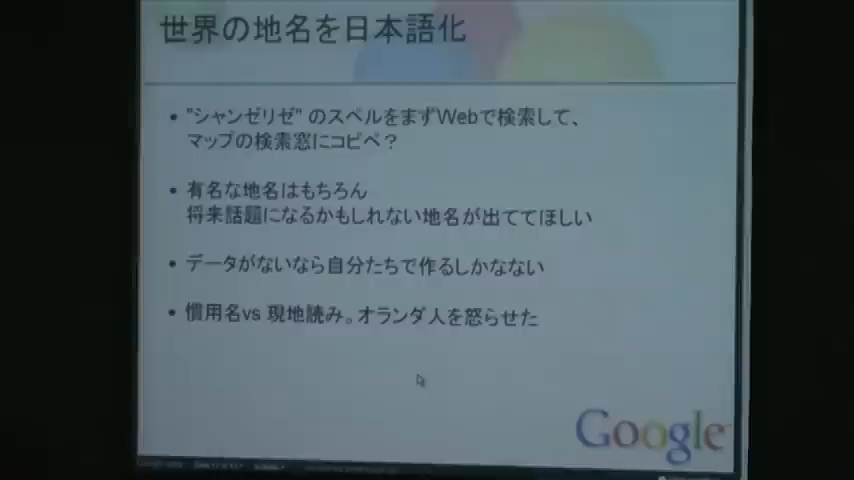 世界の地名を日本語化
• "シャンゼリゼ" のスペルをまずWebで検索して、
マップの検索窓にコピペ？
• 有名な地名はもちろん
将来話題になるかもしれない地名が出ててほしい
• データがないなら自分たちで作るしかなない
• 慣用名vs 現地読み。オランダ人を怒らせた
Google